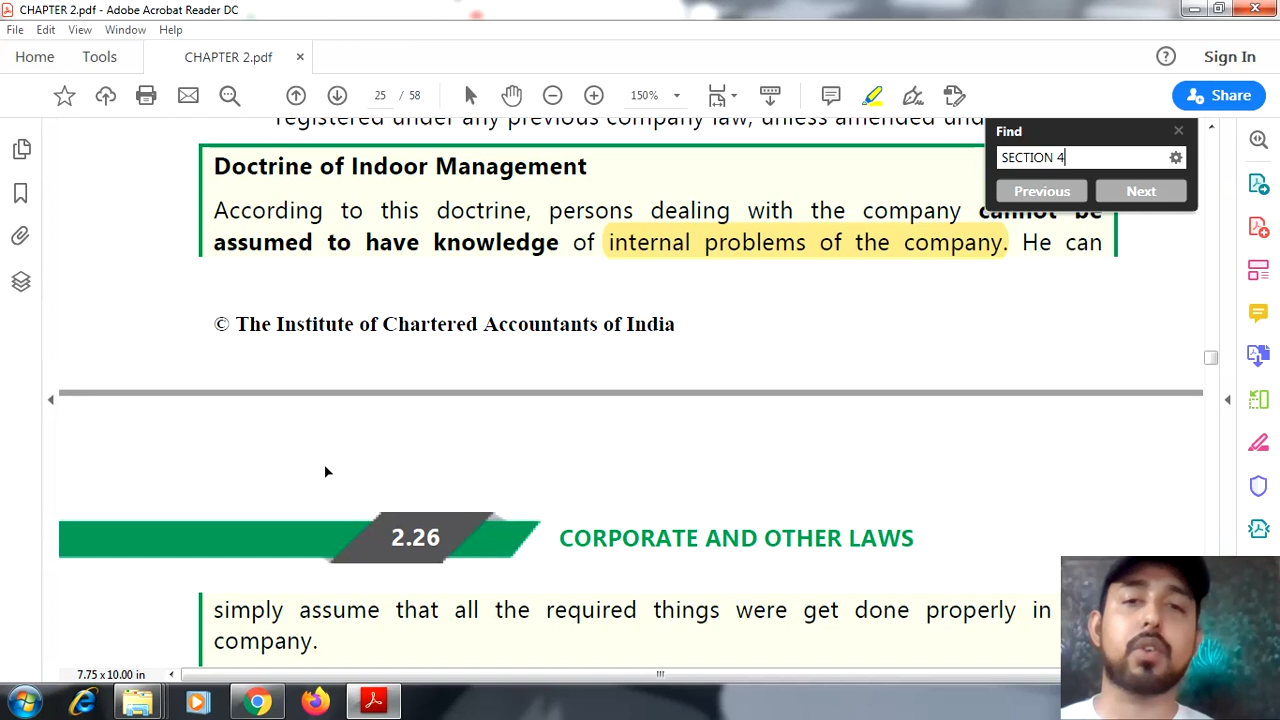 CHAPTER 2.pdf - Adobe Acrobat Reader DC
File Edit View Window Help
Home Tools CHAPTER 2.pdf × ? Sign In
25 / 58 150% Share
registered under any previous company law, unless amended
Find
SECTION 4
Previous Next
Doctrine of Indoor Management
According to this doctrine, persons dealing with the company cannot be
assumed to have knowledge of internal problems of the company. He can
© The Institute of Chartered Accountants of India
2.26 CORPORATE AND OTHER LAWS
simply assume that all the required things were get done properly in
company.
7.75 x 10.00 in